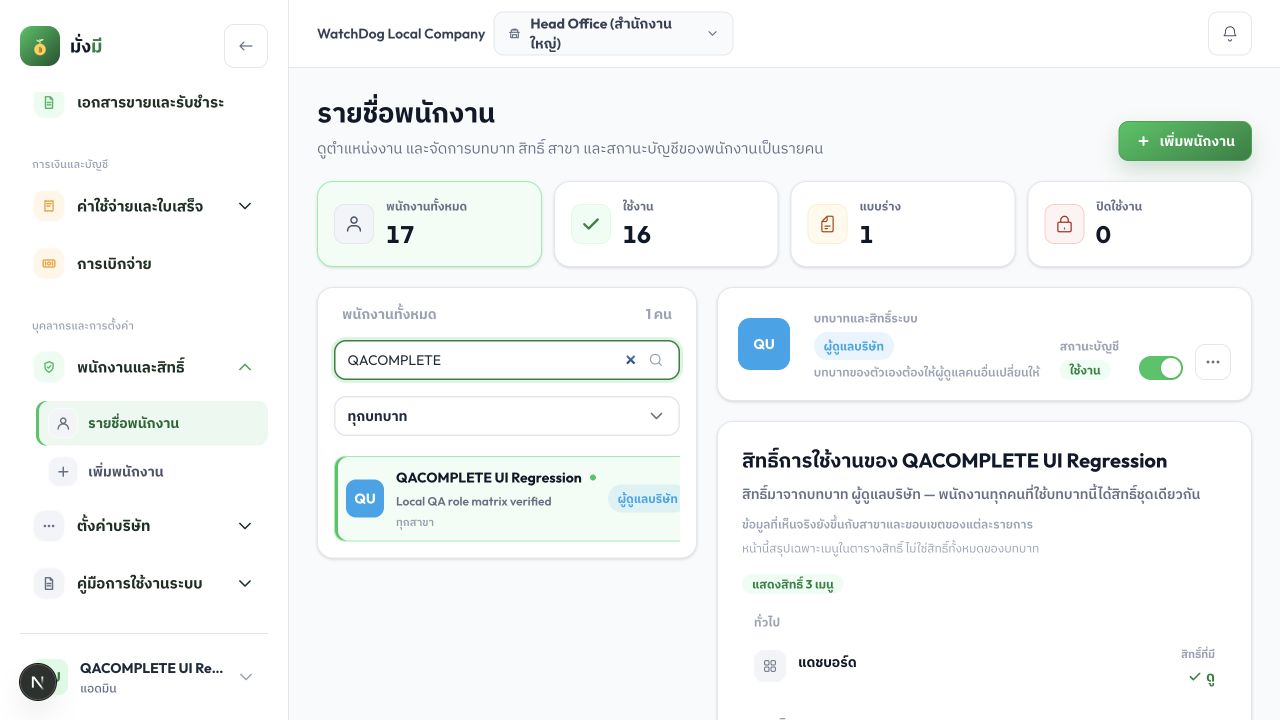 มั่งมี
เอกสารขายและรับชำระ
การเงินและบัญชี
ค่าใช้จ่ายและใบเสร็จ
การเบิกจ่าย
บุคลากรและการตั้งค่า
พนักงานและสิทธิ์
รายชื่อพนักงาน
เพิ่มพนักงาน
ตั้งค่าบริษัท
คู่มือการใช้งานระบบ
N
QACOMPLETE UI Re...
แอดมิน
WatchDog Local Company
Head Office (สำนักงาน
ใหญ่)
รายชื่อพนักงาน
ดูตำแหน่งงาน และจัดการบทบาท สิทธิ์ สาขา และสถานะบัญชีของพนักงานเป็นรายคน
+ เพิ่มพนักงาน
พนักงานทั้งหมด
17
ใช้งาน
16
แบบร่าง
1
ปิดใช้งาน
0
พนักงานทั้งหมด 1 คน
QACOMPLETE
ทุกบทบาท
QU
QACOMPLETE UI Regression
Local QA role matrix verified
ทุกสาขา
ผู้ดูแลบริษัท
QU
บทบาทและสิทธิ์ระบบ
ผู้ดูแลบริษัท
บทบาทของตัวเองต้องให้ผู้ดูแลคนอื่นเปลี่ยนให้
สถานะบัญชี
ใช้งาน
สิทธิ์การใช้งานของ QACOMPLETE UI Regression
สิทธิ์มาจากบทบาท ผู้ดูแลบริษัท — พนักงานทุกคนที่ใช้บทบาทนี้ได้สิทธิ์ชุดเดียวกัน
ข้อมูลที่เห็นจริงยังขึ้นกับสาขาและขอบเขตของแต่ละรายการ
หน้านี้สรุปเฉพาะเมนูในตารางสิทธิ์ ไม่ใช่สิทธิ์ทั้งหมดของบทบาท
แสดงสิทธิ์ 3 เมนู
ทั่วไป
แดชบอร์ด
สิทธิ์ที่มี
ดู